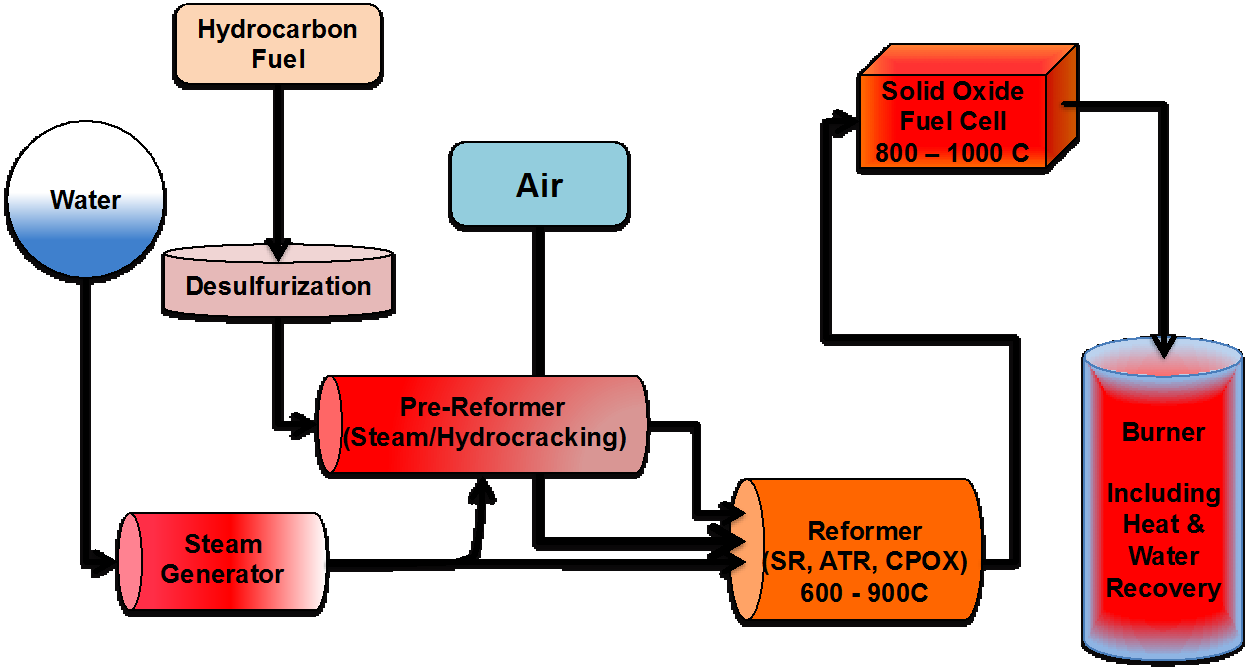 Hydrocarbon
Fuel
Water
Air
Desulfurization
Pre-Reformer
(Steam/Hydrocracking)
Steam
Generator
Reformer
(SR, ATR, CPOX)
600 - 900C
Solid Oxide
Fuel Cell
800 – 1000 C
Burner
Including
Heat &
Water
Recovery